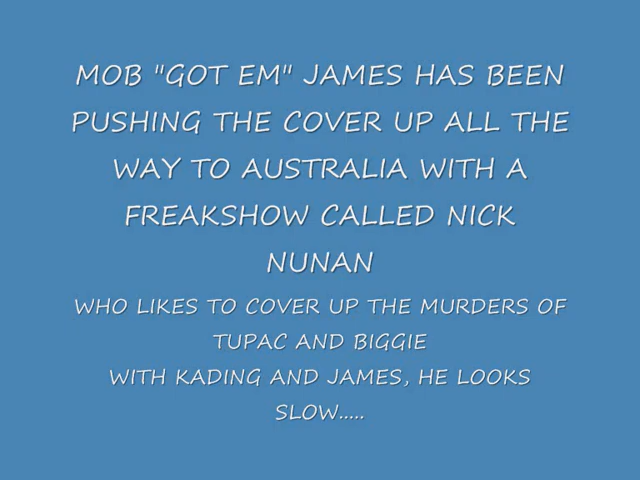 MOB "GOT EM" JAMES HAS BEEN
PUSHING THE COVER UP ALL THE
WAY TO AUSTRALIA WITH A
FREAKSHOW CALLED NICK
NUNAN
WHO LIKES TO COVER UP THE MURDERS OF
TUPAC AND BIGGIE
WITH KADING AND JAMES, HE LOOKS
SLOW.....